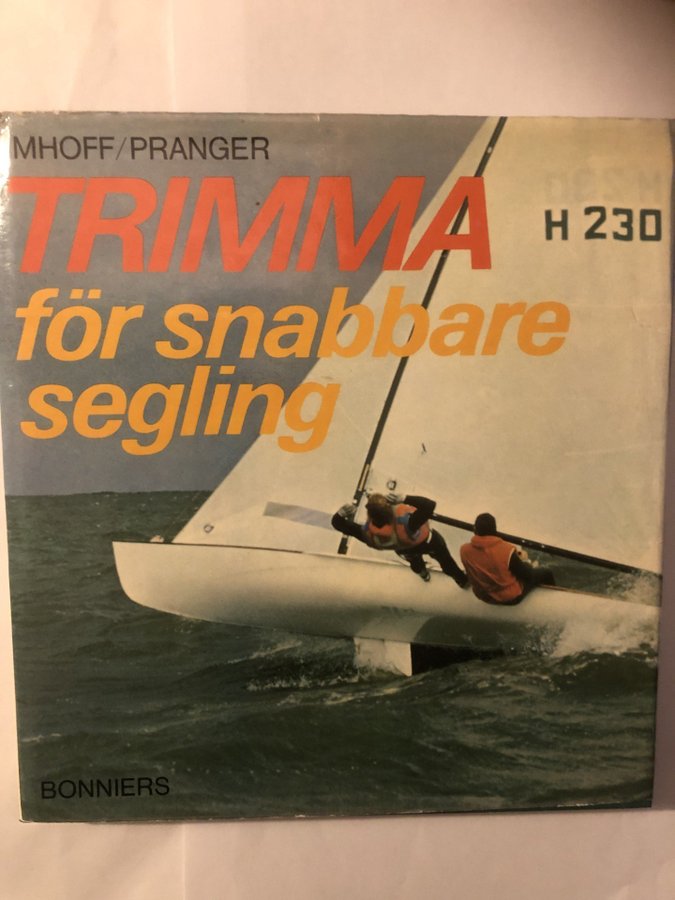 MHOFF/PRANGER
TRIMMA
för snabbare
segling
H 230
BONNIERS